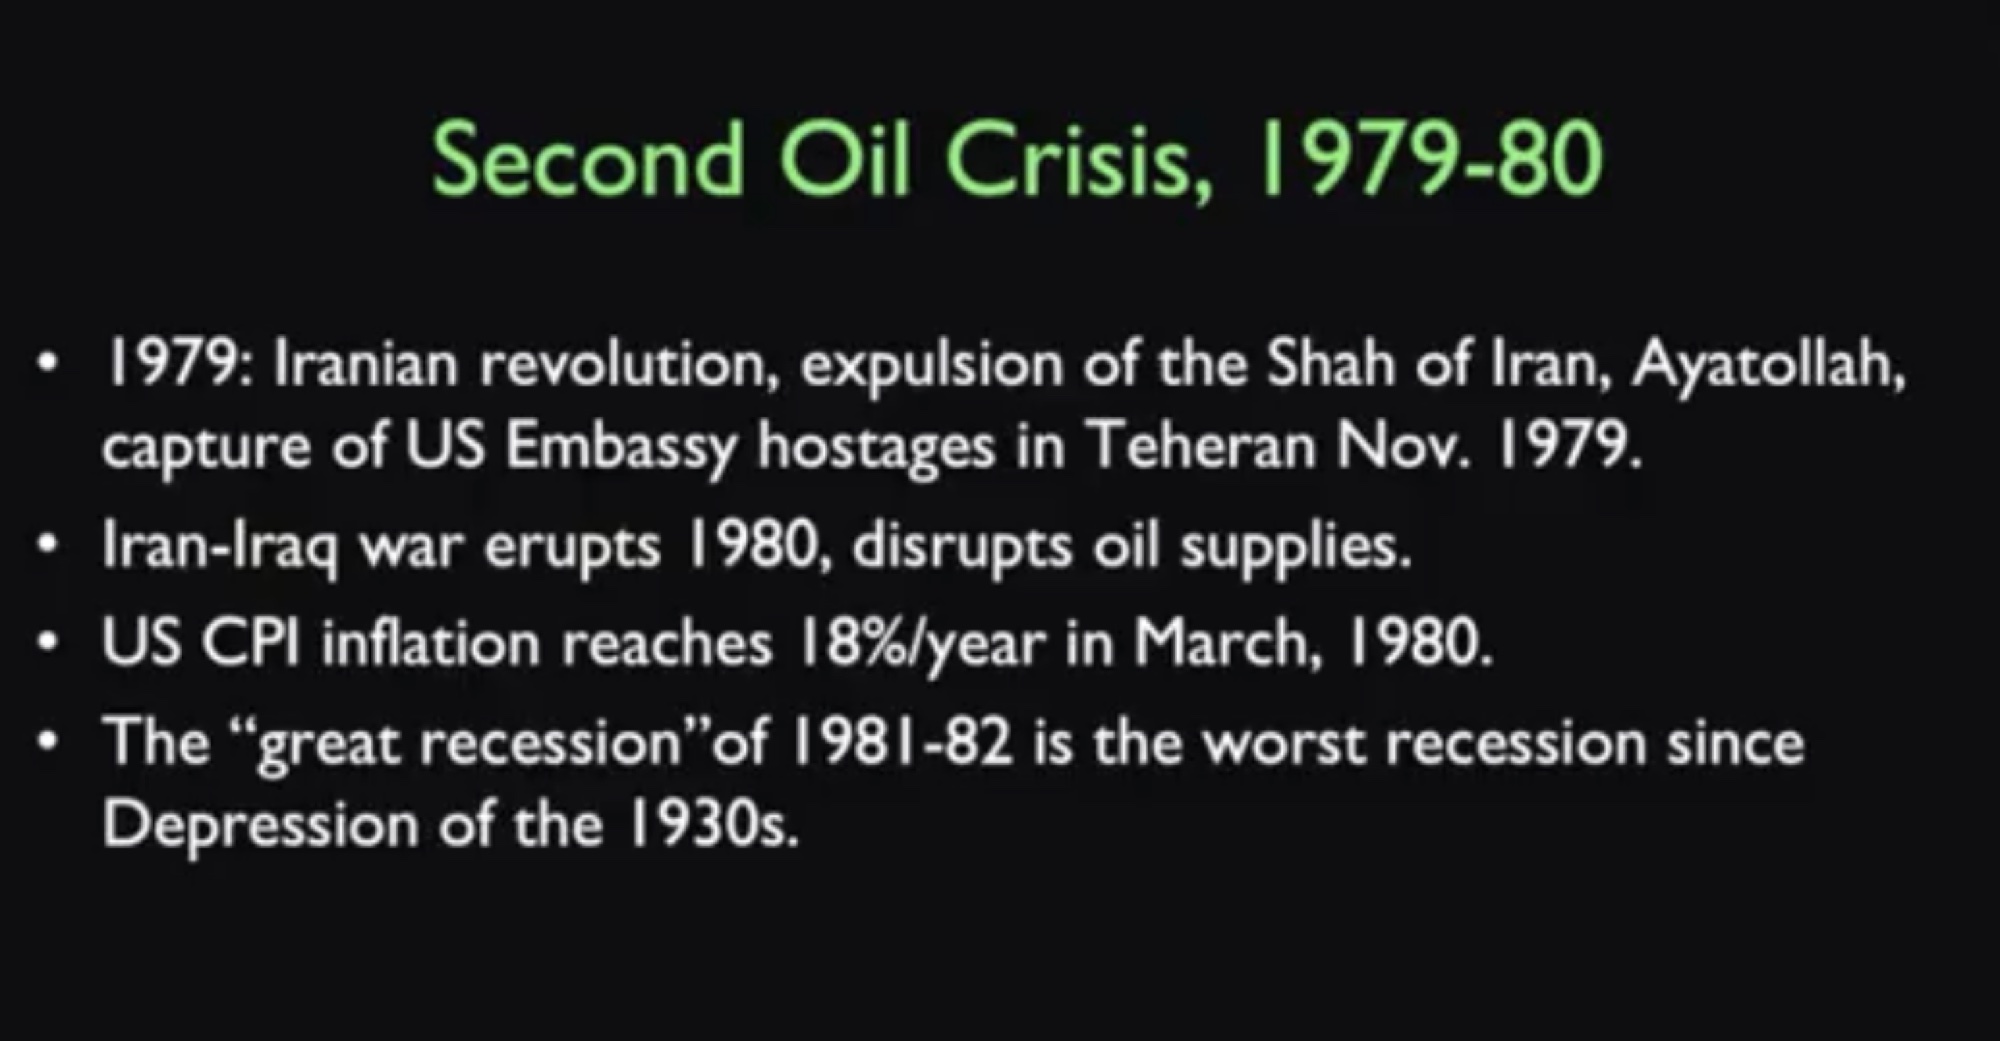 Second Oil Crisis, 1979-80
• 1979: Iranian revolution, expulsion of the Shah of Iran, Ayatollah,
capture of US Embassy hostages in Teheran Nov. 1979.
• Iran-Iraq war erupts 1980, disrupts oil supplies.
• US CPI inflation reaches 18%/year in March, 1980.
• The “great recession”of 1981-82 is the worst recession since
Depression of the 1930s.